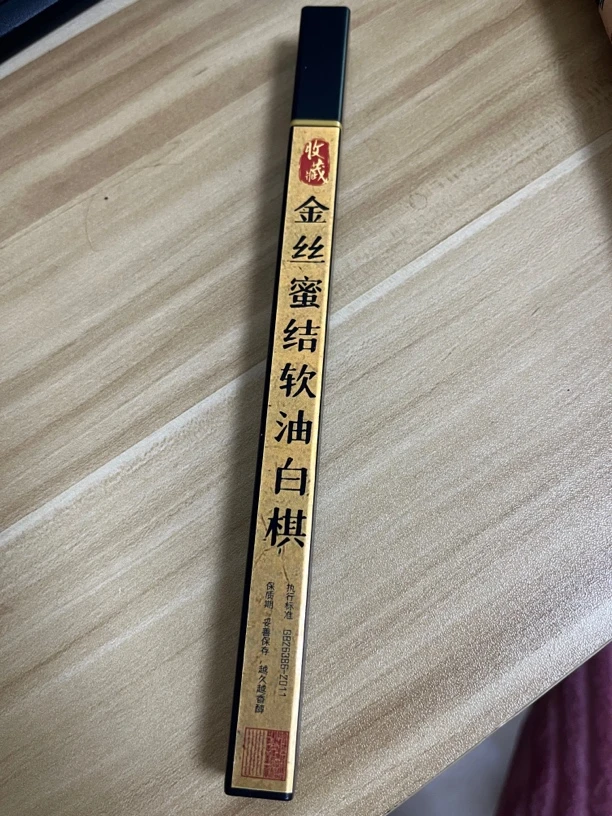 收藏
金丝蜜结软油白棋
执行标准 GB26386-2011
保质期 妥善保存 越久越香醇